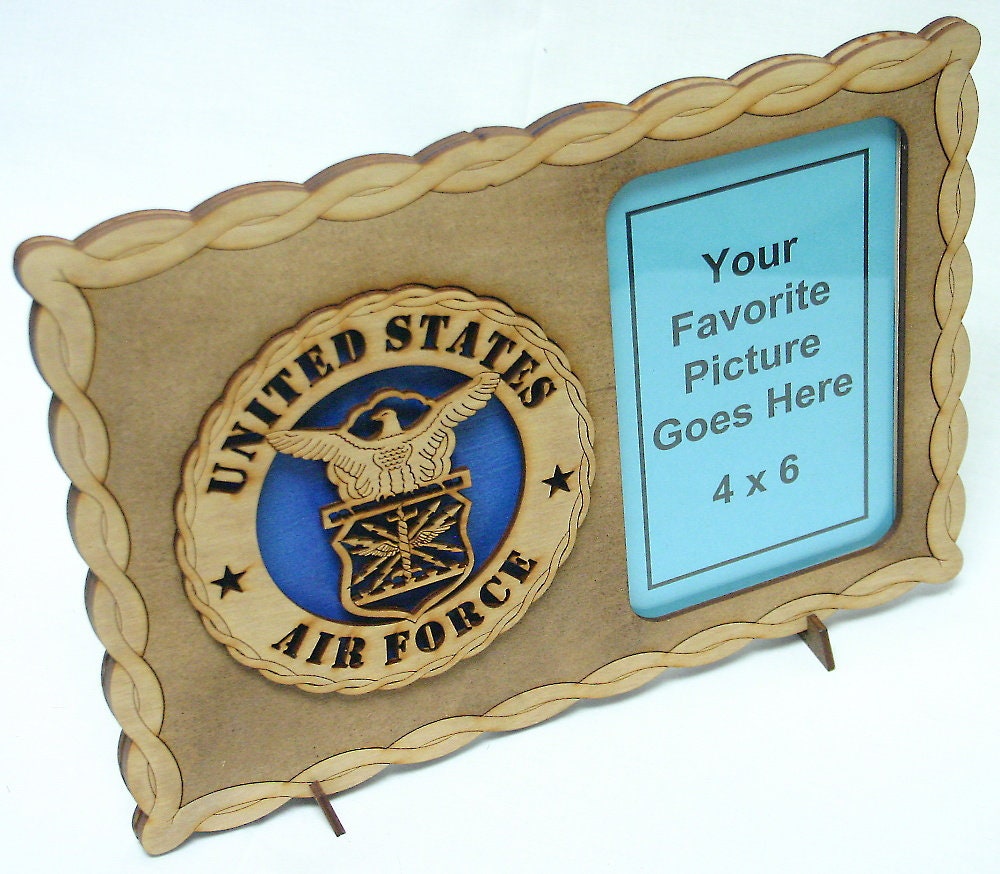 UNITED STATES
AIR FORCE
Your
Favorite
Picture
Goes Here
4 x 6